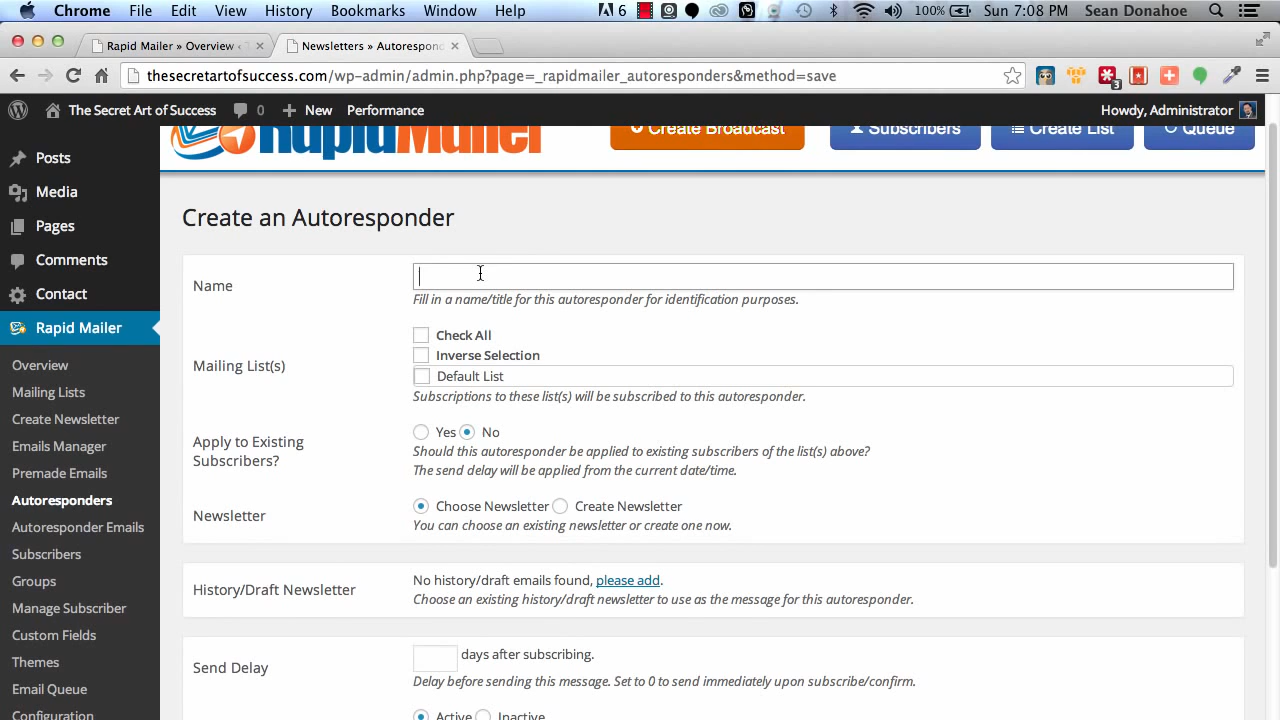 Chrome File Edit View History Bookmarks Window Help 6 100% Sun 7:08 PM Sean Donahoe
Rapid Mailer » Overview ‹ Newsletters » Autorespond
thesecretartofsuccess.com/wp-admin/admin.php?page=_rapidmailer_autoresponders&method=save 3
The Secret Art of Success 0 New Performance Howdy, Administrator
RapidMailer Create Broadcast Subscribers Create List Queue
Posts
Media
Pages
Comments
Contact
Rapid Mailer
Overview
Mailing Lists
Create Newsletter
Emails Manager
Premade Emails
Autoresponders
Autoresponder Emails
Subscribers
Groups
Manage Subscriber
Custom Fields
Themes
Email Queue
Configuration
Create an Autoresponder
Name
Fill in a name/title for this autoresponder for identification purposes.
Mailing List(s)
Check All
Inverse Selection
Default List
Subscriptions to these list(s) will be subscribed to this autoresponder.
Apply to Existing
Subscribers?
Yes No
Should this autoresponder be applied to existing subscribers of the list(s) above?
The send delay will be applied from the current date/time.
Newsletter
Choose Newsletter Create Newsletter
You can choose an existing newsletter or create one now.
History/Draft Newsletter
No history/draft emails found, please add.
Choose an existing history/draft newsletter to use as the message for this autoresponder.
Send Delay
days after subscribing.
Delay before sending this message. Set to 0 to send immediately upon subscribe/confirm.
Active Inactive